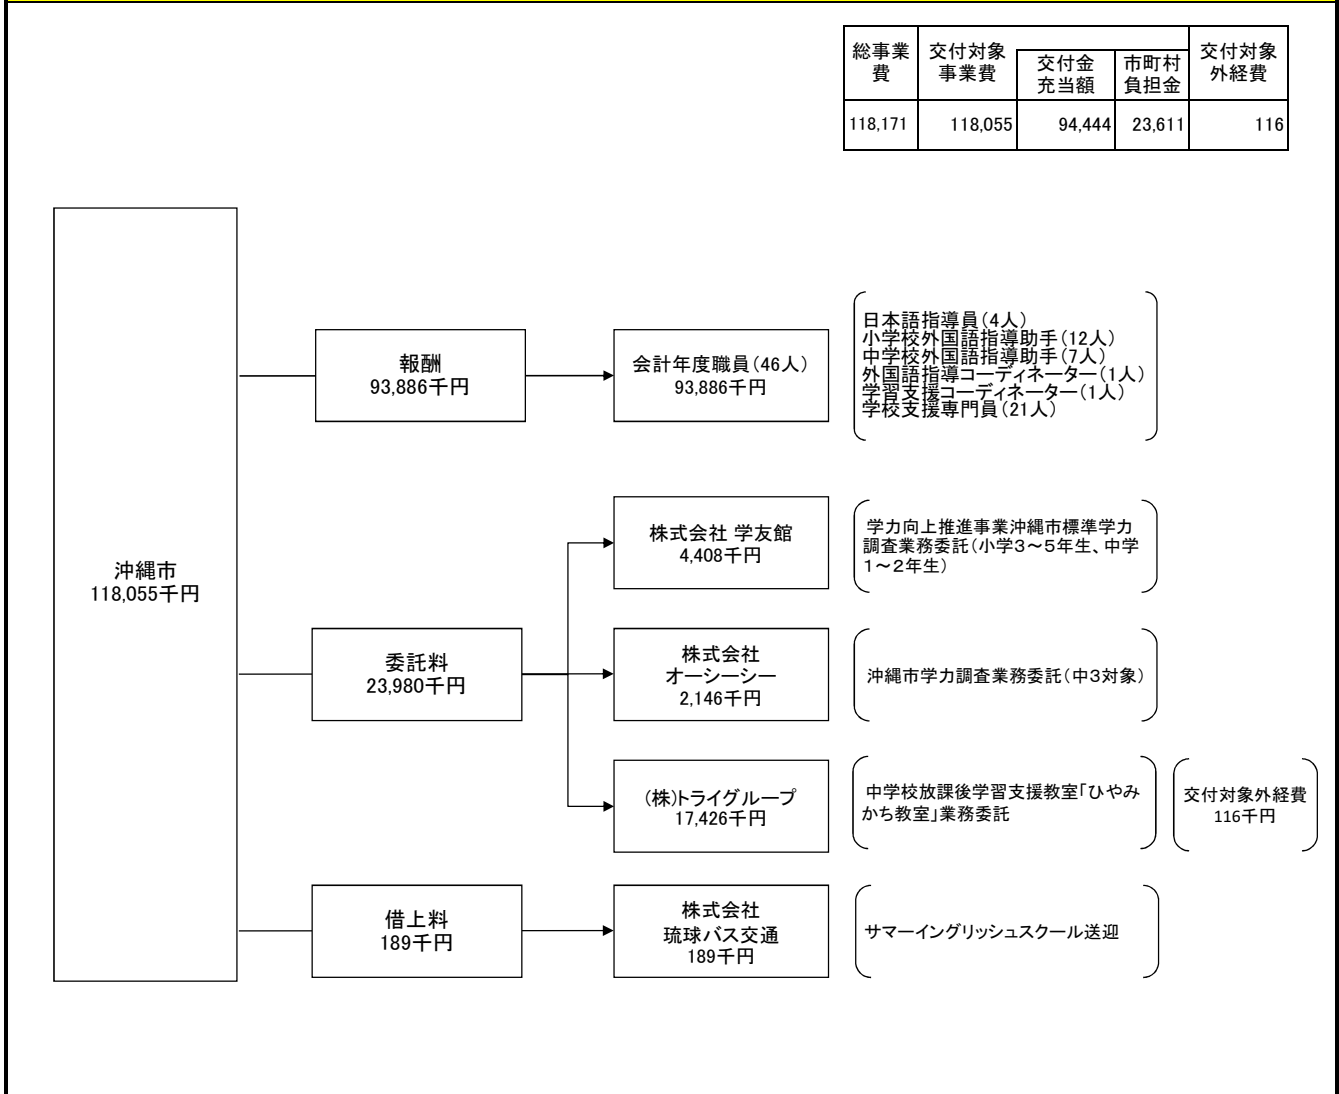 総事業
費
交付対象
事業費
交付金
充当額
市町村
負担金
交付対象
外経費
118,171
118,055
94,444
23,611
116
沖縄市
118,055千円
報酬
93,886千円
会計年度職員(46人)
93,886千円
日本語指導員(4人)
小学校外国語指導助手(12人)
中学校外国語指導助手(7人)
外国語指導コーディネーター(1人)
学習支援コーディネーター(1人)
学校支援専門員(21人)
委託料
23,980千円
株式会社 学友館
4,408千円
学力向上推進事業沖縄市標準学力
調査業務委託(小学3～5年生、中学
1～2年生)
株式会社
オーシーシー
2,146千円
沖縄市学力調査業務委託(中3対象)
(株)トライグループ
17,426千円
中学校放課後学習支援教室「ひやみ
かち教室」業務委託
交付対象外経費
116千円
借上料
189千円
株式会社
琉球バス交通
189千円
サマーイングリッシュスクール送迎